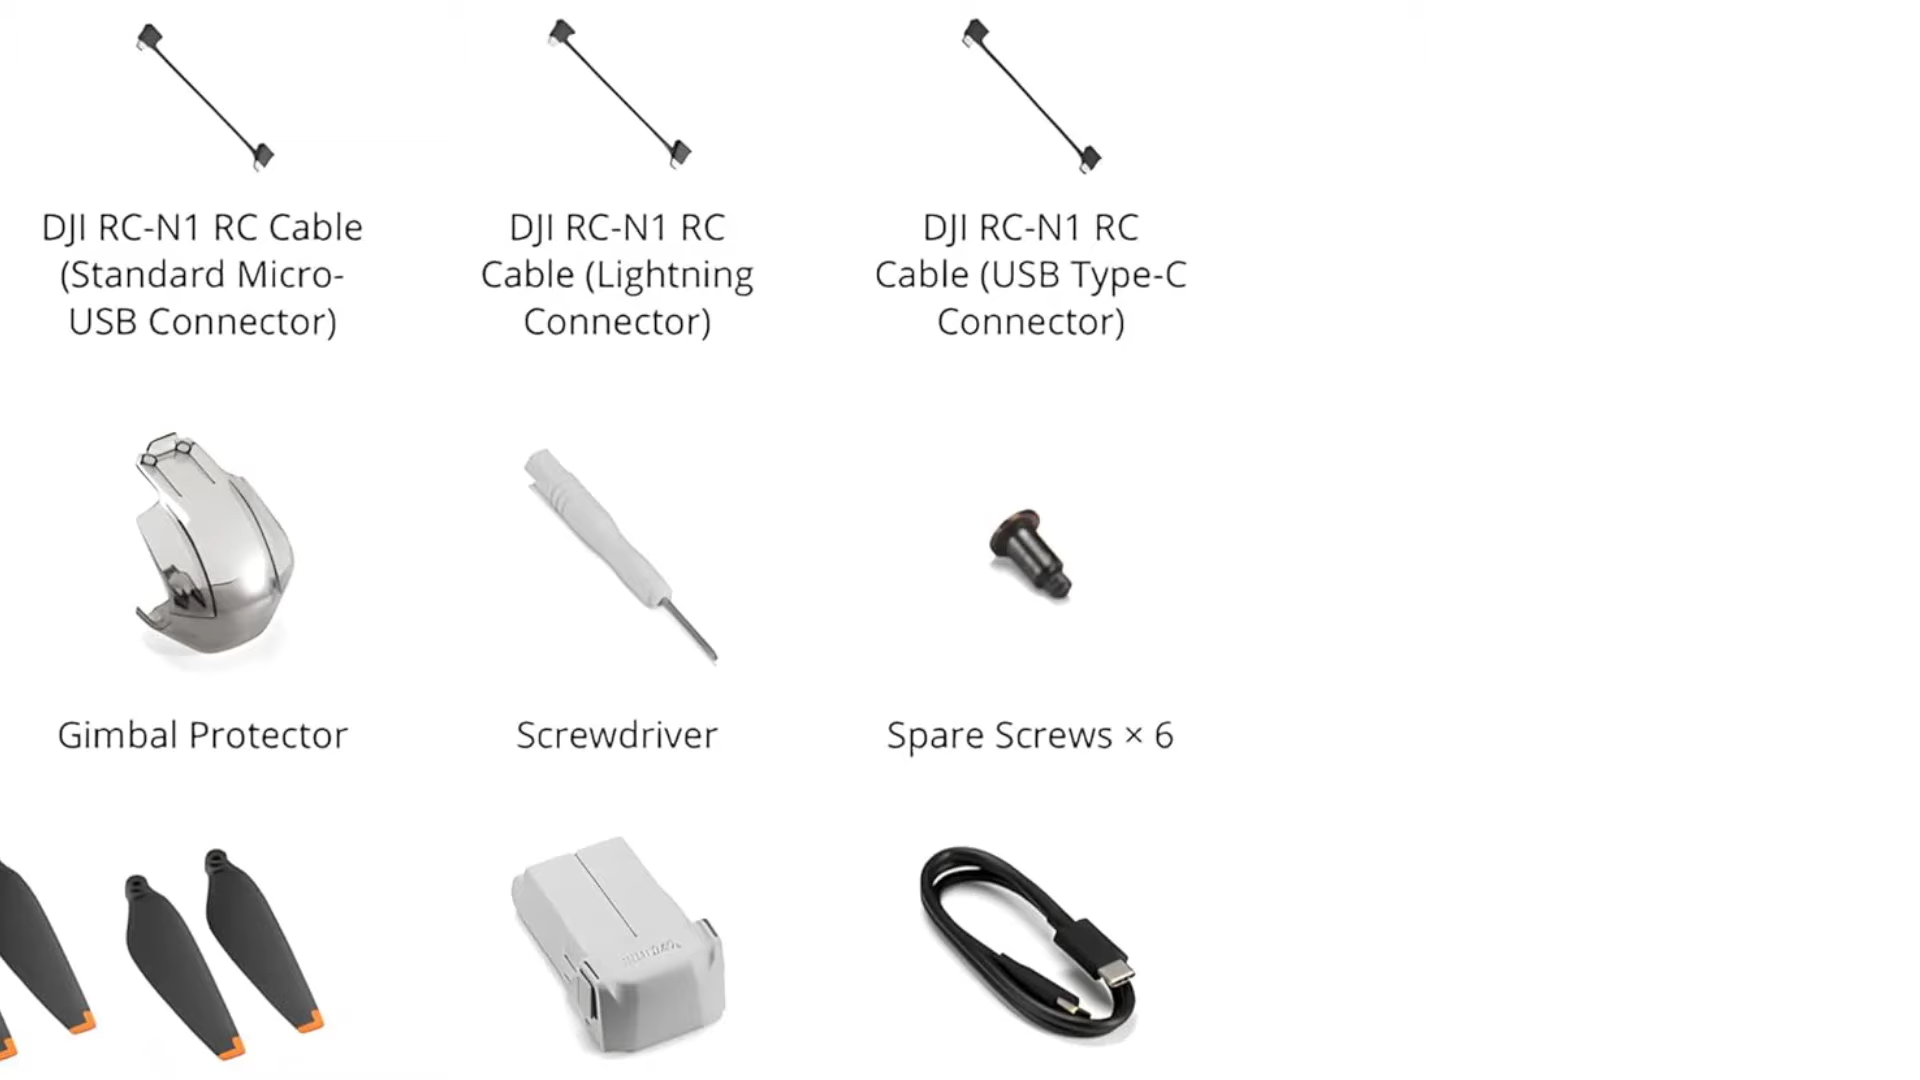 DJI RC-N1 RC Cable
(Standard Micro-
USB Connector)
DJI RC-N1 RC
Cable (Lightning
Connector)
DJI RC-N1 RC
Cable (USB Type-C
Connector)
Gimbal Protector
Screwdriver
Spare Screws × 6